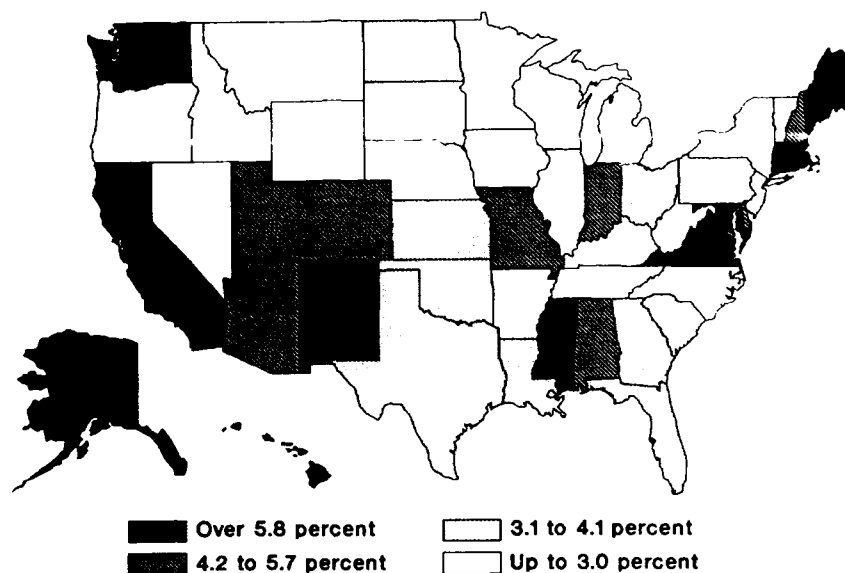 Over 5.8 percent
3.1 to 4.1 percent
4.2 to 5.7 percent
Up to 3.0 percent